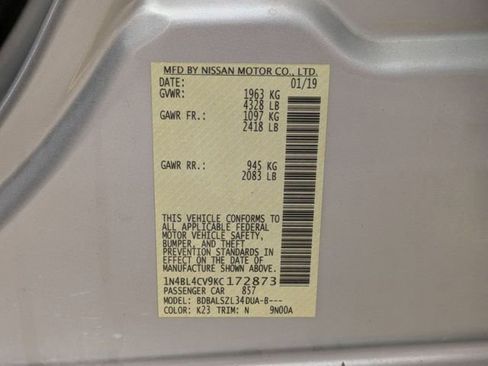 MFD BY NISSAN MOTOR CO., LTD.
DATE: 01/19
GVWR: 1963 KG
4328 LB
GAWR FR.: 1097 KG
2418 LB
GAWR RR.: 945 KG
2083 LB
THIS VEHICLE CONFORMS TO
ALL APPLICABLE FEDERAL
MOTOR VEHICLE SAFETY,
BUMPER, AND THEFT
PREVENTION STANDARDS IN
EFFECT ON THE DATE OF
MANUFACTURE SHOWN ABOVE.
1N4BL4CV9KC172873
PASSENGER CAR 857
MODEL: BDBALSZL34DUA-B---
COLOR: K23 TRIM: N 9N00A